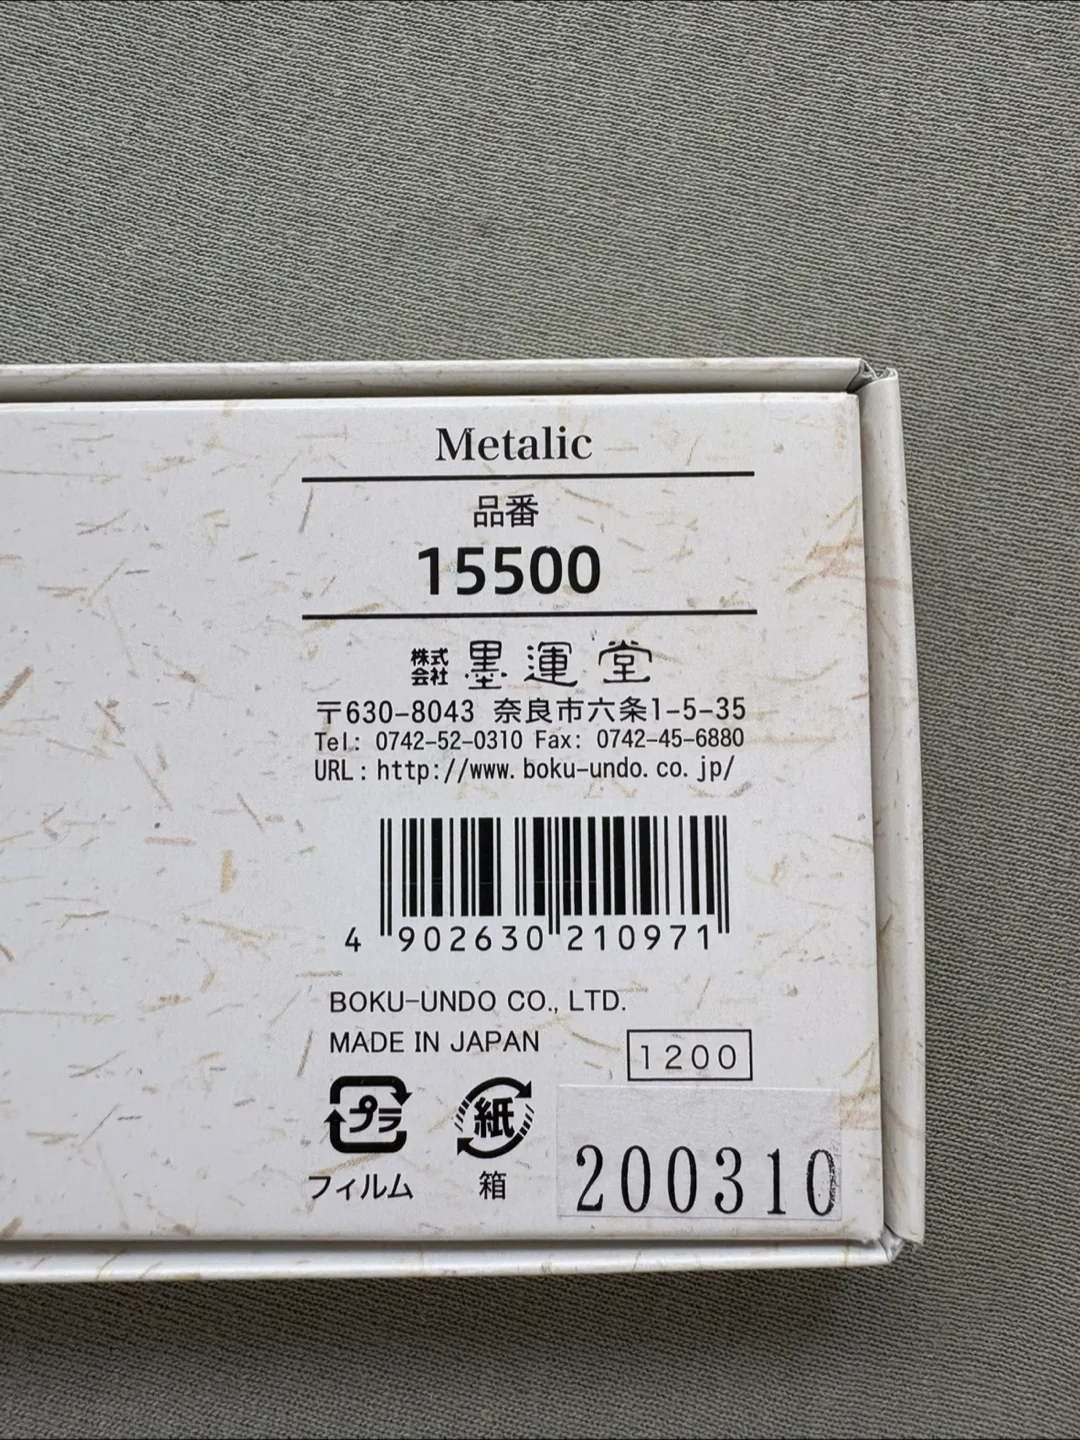 Metalic
品番
15500
株式会社 墨運堂
〒630-8043 奈良市六条1-5-35
Tel: 0742-52-0310 Fax: 0742-45-6880
URL:http://www.boku-undo.co.jp/
4 902630 210971
BOKU-UNDO CO., LTD.
MADE IN JAPAN
1200
プラ 紙
フィルム 箱
200310